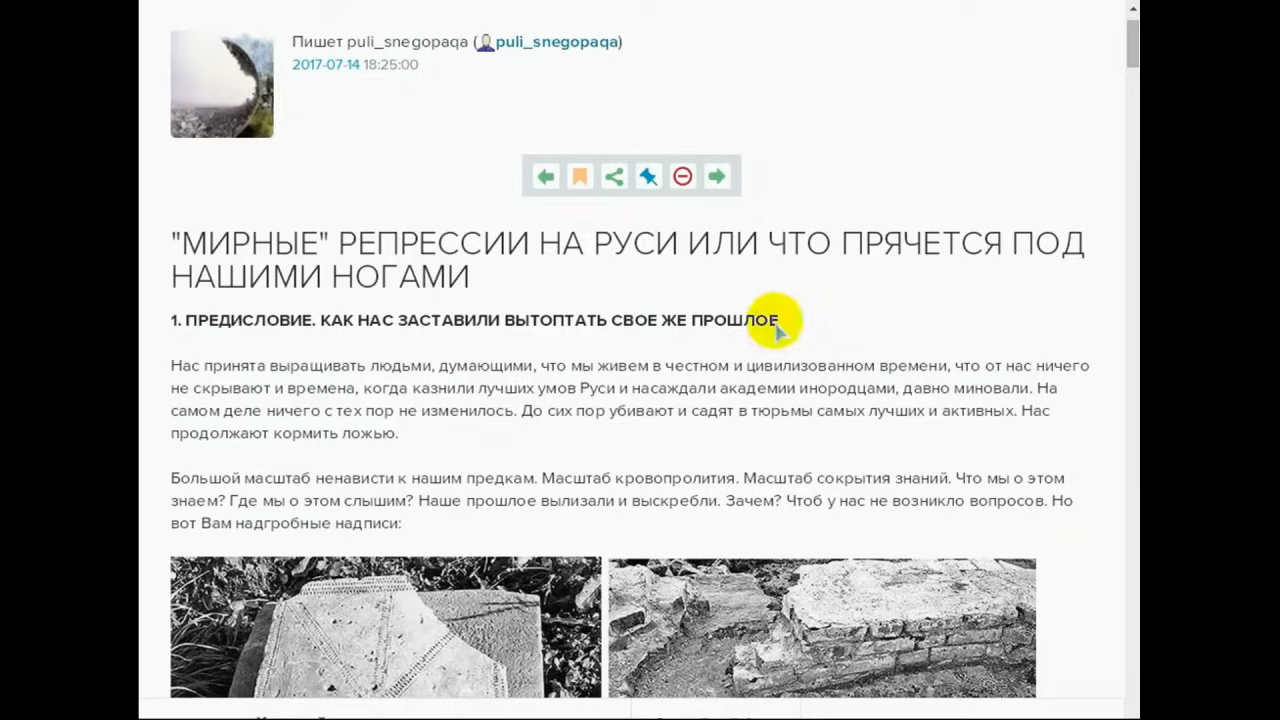 Пишет puli_snegopaqa (puli_snegopaqa)
2017-07-14 18:25:00
"МИРНЫЕ" РЕПРЕССИИ НА РУСИ ИЛИ ЧТО ПРЯЧЕТСЯ ПОД
НАШИМИ НОГАМИ
1. ПРЕДИСЛОВИЕ. КАК НАС ЗАСТАВИЛИ ВЫТОПТАТЬ СВОЕ ЖЕ ПРОШЛОЕ
Нас принята выращивать людьми, думающими, что мы живем в честном и цивилизованном времени, что от нас ничего
не скрывают и времена, когда казнили лучших умов Руси и насаждали академии инородцами, давно миновали. На
самом деле ничего с тех пор не изменилось. До сих пор убивают и садят в тюрьмы самых лучших и активных. Нас
продолжают кормить ложью.
Большой масштаб ненависти к нашим предкам. Масштаб кровопролития. Масштаб сокрытия знаний. Что мы о этом
знаем? Где мы о этом слышим? Наше прошлое вылизали и выскребли. Зачем? Чтоб у нас не возникло вопросов. Но
вот Вам надгробные надписи: